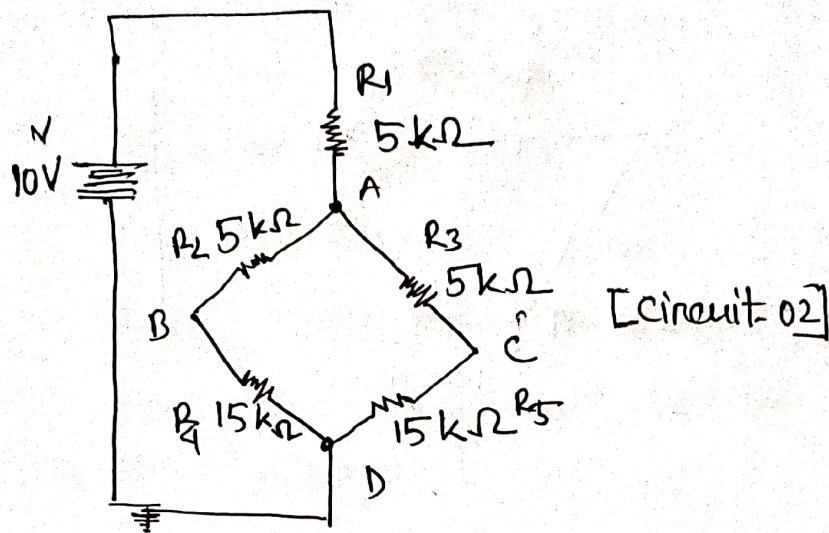 R1
5kΩ
V
10V
A
R2 5kΩ
R3
5kΩ
[Circuit-02]
B
C
R4 15kΩ
15kΩ R5
D